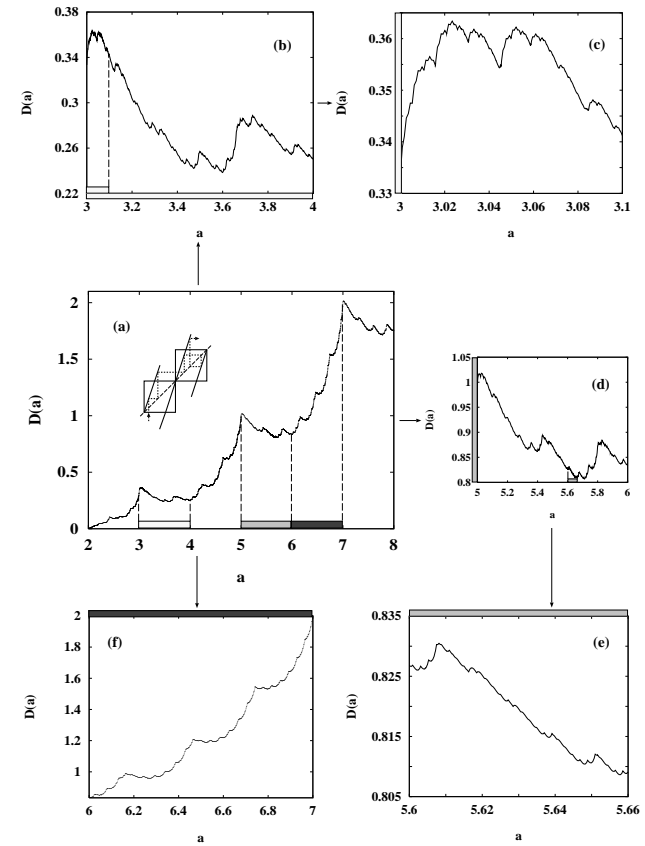 0.38
0.34
0.3
0.26
0.22
D(a)
(b)
3 3.2 3.4 3.6 3.8 4
a
0.36
0.35
0.34
0.33
D(a)
(c)
3 3.02 3.04 3.06 3.08 3.1
a
2
1.5
1
0.5
0
D(a)
(a)
2 3 4 5 6 7 8
a
1.05
1
0.95
0.9
0.85
0.8
D(a)
(d)
5 5.2 5.4 5.6 5.8 6
a
2
1.8
1.6
1.4
1.2
1
D(a)
(f)
6 6.2 6.4 6.6 6.8 7
a
0.835
0.825
0.815
0.805
D(a)
(e)
5.6 5.62 5.64 5.66
a